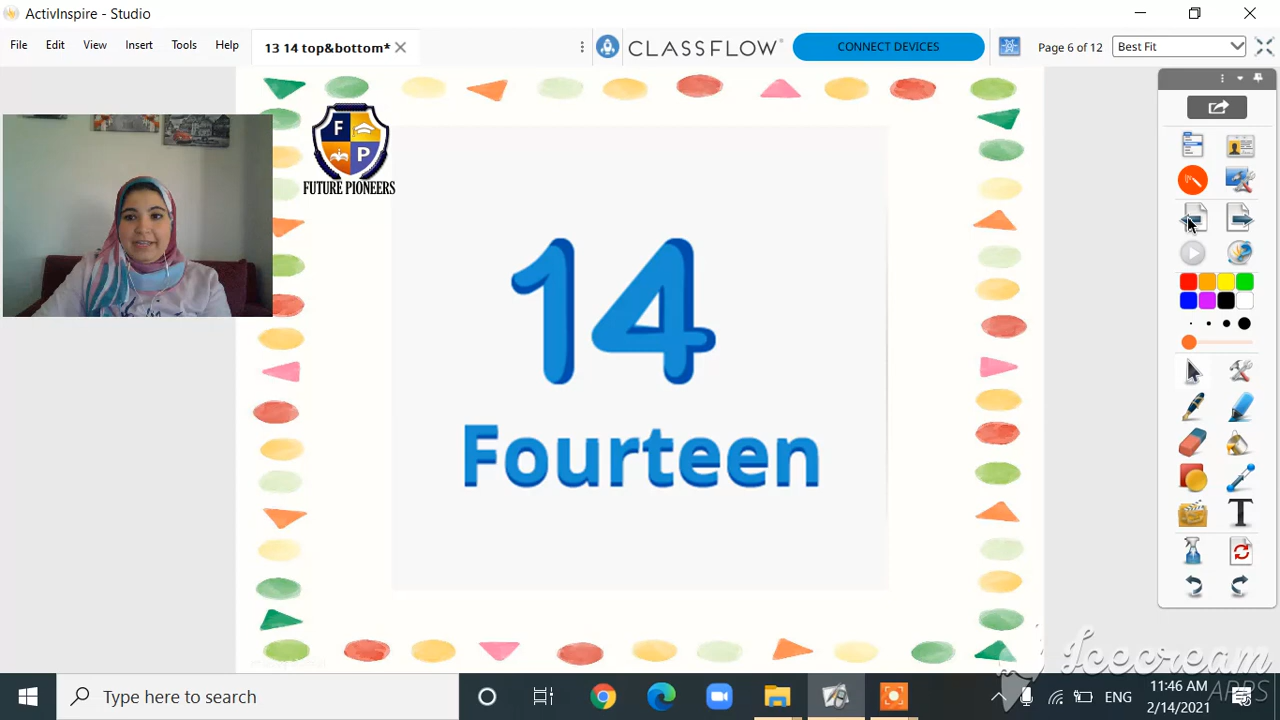 ActivInspire - Studio
File Edit View Insert Tools Help
13 14 top&bottom*
CLASSFLOW
CONNECT DEVICES
Page 6 of 12
Best Fit
F
P
FUTURE PIONEERS
14
Fourteen
T
Icecream
APPS
Type here to search
ENG
11:46 AM
2/14/2021